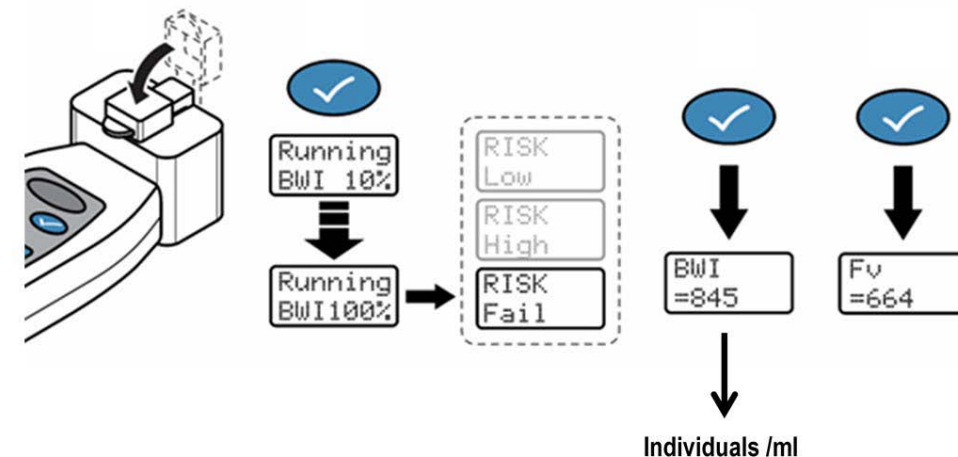 Running
BWI 10%
Running
BWI100%
RISK
Low
RISK
High
RISK
Fail
BWI
=845
Fv
=664
Individuals /ml